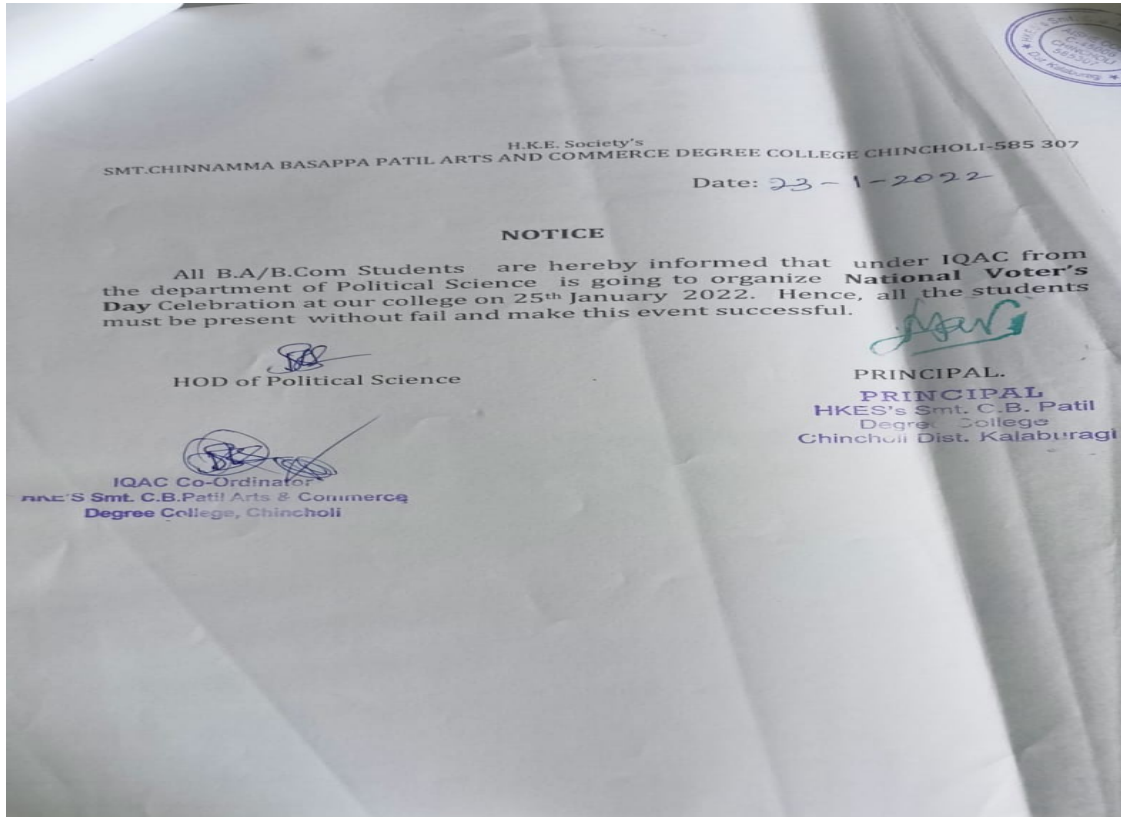 H.K.E. Society's
SMT.CHINNAMMA BASAPPA PATIL ARTS AND COMMERCE DEGREE COLLEGE CHINCHOLI-585 307
Date: 23-1-2022
NOTICE
All B.A/B.Com Students are hereby informed that under IQAC from
the department of Political Science is going to organize National Voter's
Day Celebration at our college on 25th January 2022. Hence, all the students
must be present without fail and make this event successful.
HOD of Political Science
PRINCIPAL.
PRINCIPAL
HKES's Smt. C.B. Patil
Degree College
Chincholi Dist. Kalaburagi
IQAC Co-Ordinator
Smt. C.B.Patil Arts & Commerce
Degree College, Chincholi
CHINCHOLI
585307
Dist Kalaburagi